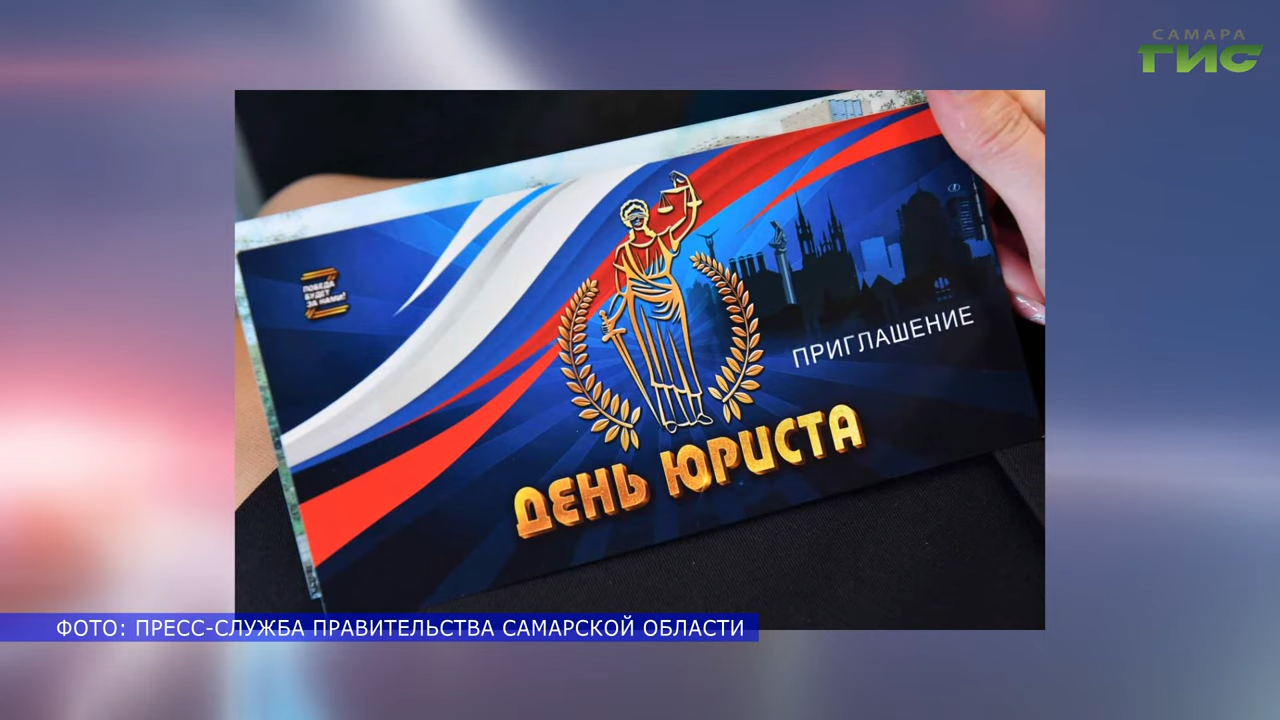 САМАРА
ГИС
ПОБЕДА
БУДЕТ
ЗА НАМИ!
ПРИГЛАШЕНИЕ
ДЕНЬ ЮРИСТА
ФОТО: ПРЕСС-СЛУЖБА ПРАВИТЕЛЬСТВА САМАРСКОЙ ОБЛАСТИ